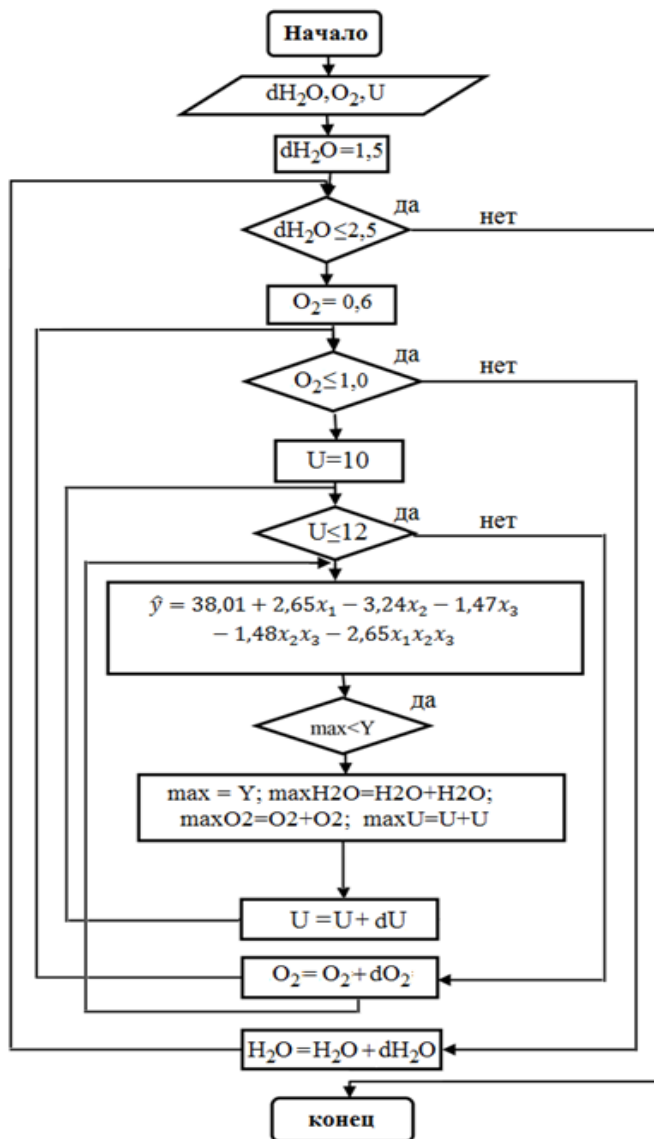 Начало
dH₂O,O₂,U
dH₂O=1,5
да
нет
dH₂O≤2,5
O₂= 0,6
да
нет
O₂≤1,0
U=10
да
нет
U≤12
ŷ = 38,01 + 2,65x₁ − 3,24x₂ − 1,47x₃
− 1,48x₂x₃ − 2,65x₁x₂x₃
да
max<Y
max = Y; maxH2O=H2O+H2O;
maxO2=O2+O2; maxU=U+U
U =U+ dU
O₂= O₂+dO₂
H₂O=H₂O+dH₂O
конец